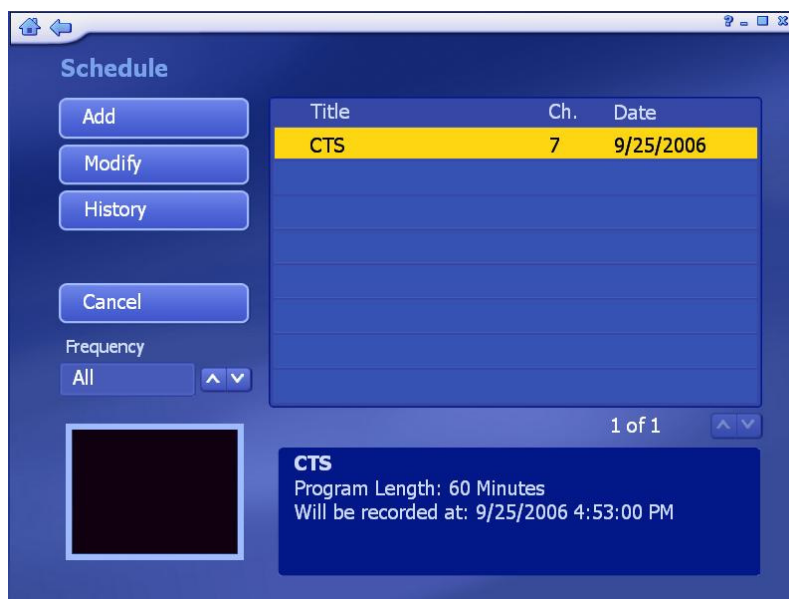 Schedule
Add
Modify
History
Cancel
Frequency
All
Title Ch. Date
CTS 7 9/25/2006
1 of 1
CTS
Program Length: 60 Minutes
Will be recorded at: 9/25/2006 4:53:00 PM